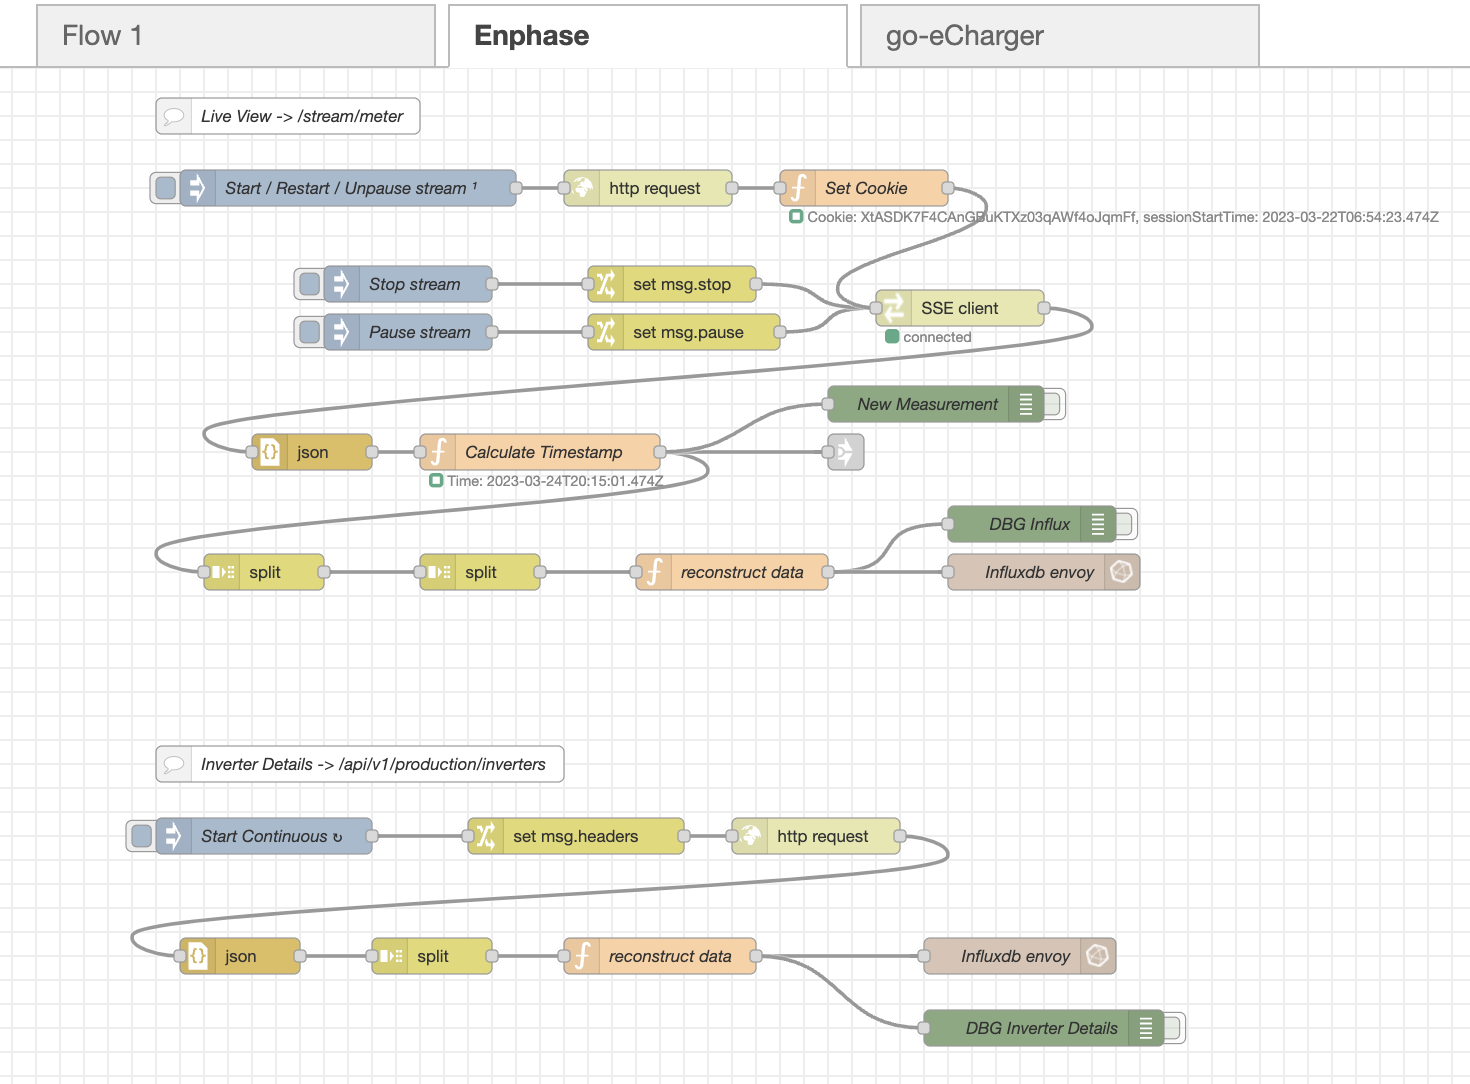 Flow 1
Enphase
go-eCharger
Live View -> /stream/meter
Start / Restart / Unpause stream ¹
http request
Set Cookie
Cookie: XtASDK7F4CAnGBuKTXz03qAWf4oJqmFf, sessionStartTime: 2023-03-22T06:54:23.474Z
Stop stream
set msg.stop
SSE client
Pause stream
set msg.pause
connected
New Measurement
json
Calculate Timestamp
Time: 2023-03-24T20:15:01.474Z
DBG Influx
split
split
reconstruct data
Influxdb envoy
Inverter Details -> /api/v1/production/inverters
Start Continuous ↻
set msg.headers
http request
json
split
reconstruct data
Influxdb envoy
DBG Inverter Details